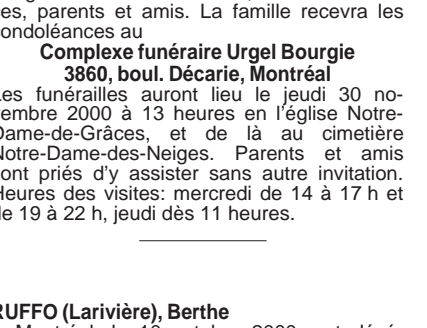 ces, parents et amis. La famille recevra les
condoléances au
Complexe funéraire Urgel Bourgie
3860, boul. Décarie, Montréal
Les funérailles auront lieu le jeudi 30 no-
vembre 2000 à 13 heures en l'église Notre-
Dame-de-Grâces, et de là au cimetière
Notre-Dame-des-Neiges. Parents et amis
sont priés d'y assister sans autre invitation.
Heures des visites: mercredi de 14 à 17 h et
de 19 à 22 h, jeudi dès 11 heures.
RUFFO (Larivière), Berthe